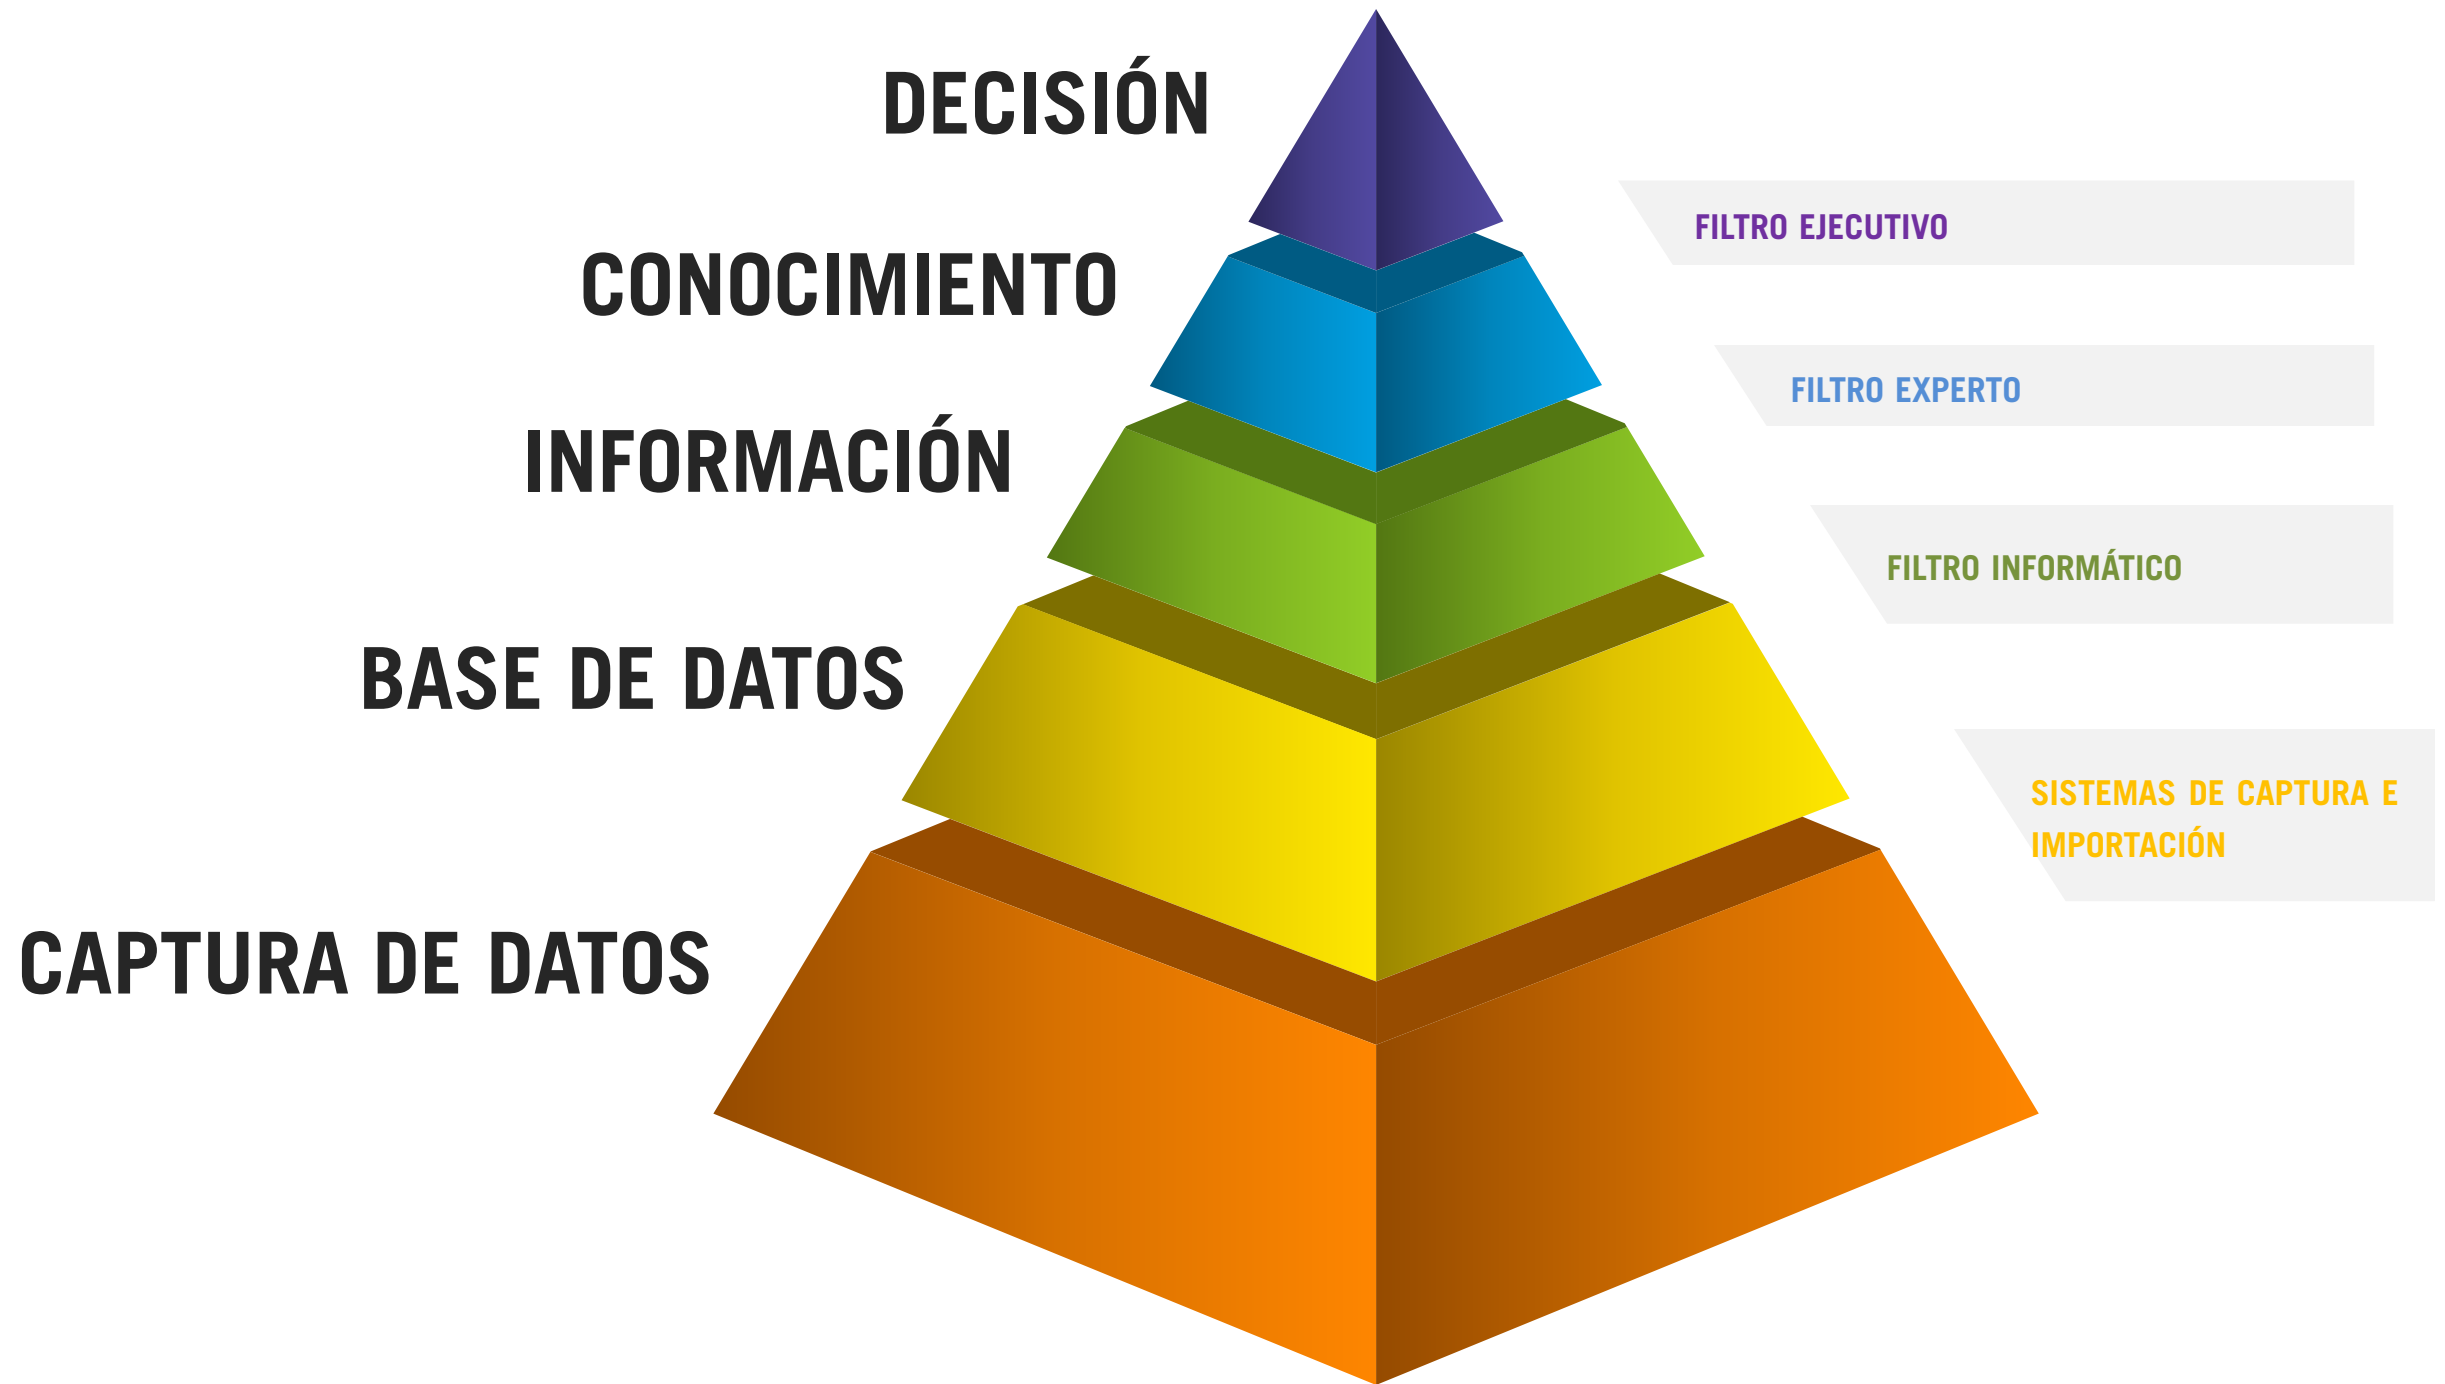 DECISIÓN
FILTRO EJECUTIVO
CONOCIMIENTO
FILTRO EXPERTO
INFORMACIÓN
FILTRO INFORMÁTICO
BASE DE DATOS
SISTEMAS DE CAPTURA E
IMPORTACIÓN
CAPTURA DE DATOS